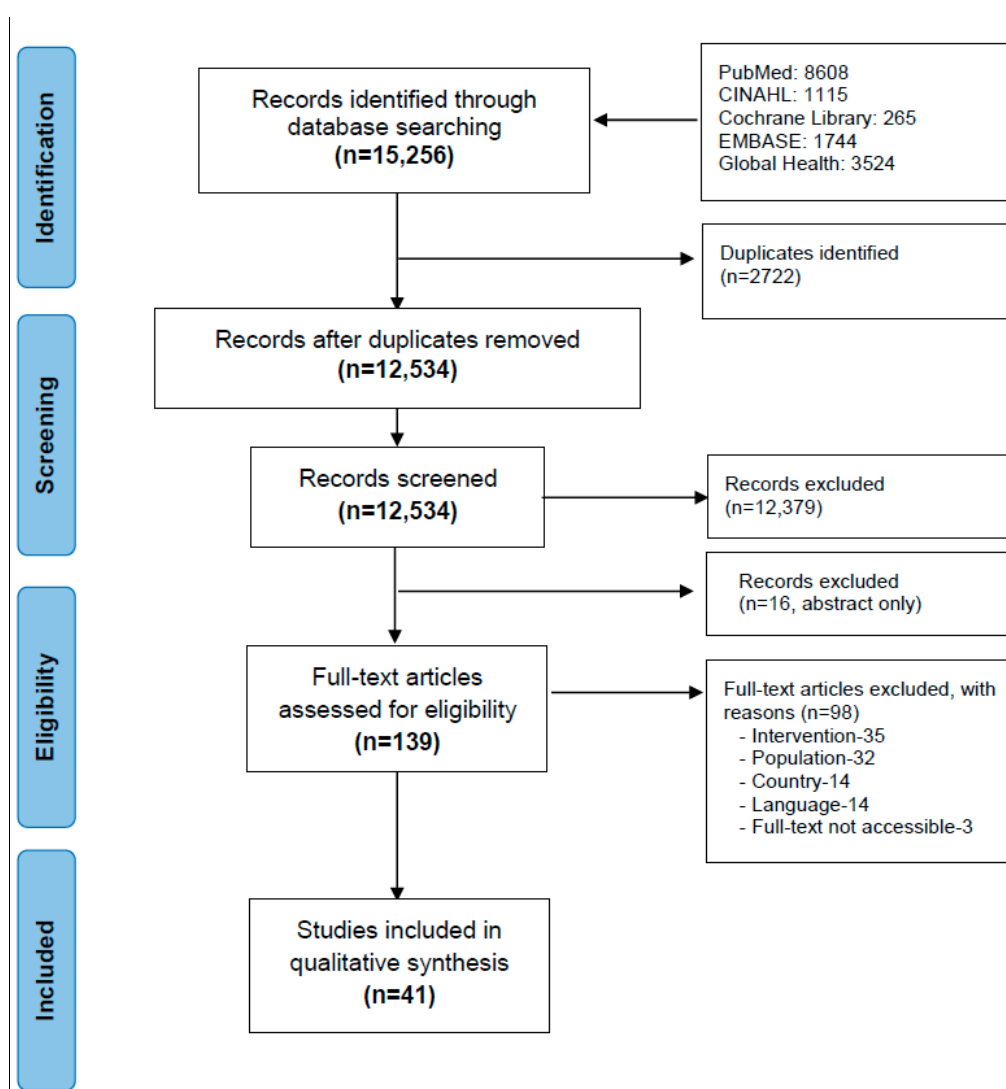 Identification
Records identified through
database searching
(n=15,256)
PubMed: 8608
CINAHL: 1115
Cochrane Library: 265
EMBASE: 1744
Global Health: 3524
Duplicates identified
(n=2722)
Screening
Records after duplicates removed
(n=12,534)
Records screened
(n=12,534)
Records excluded
(n=12,379)
Records excluded
(n=16, abstract only)
Eligibility
Full-text articles
assessed for eligibility
(n=139)
Full-text articles excluded, with
reasons (n=98)
- Intervention-35
- Population-32
- Country-14
- Language-14
- Full-text not accessible-3
Included
Studies included in
qualitative synthesis
(n=41)